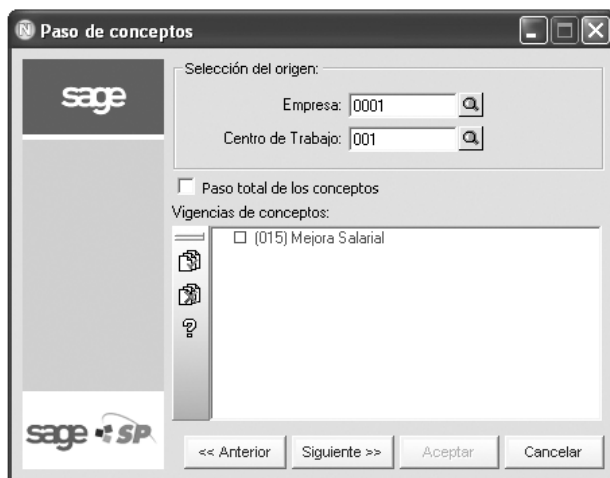 Paso de conceptos
sage
Selección del origen:
Empresa: 0001
Centro de Trabajo: 001
Paso total de los conceptos
Vigencias de conceptos:
(015) Mejora Salarial
sage SP
<< Anterior Siguiente >> Aceptar Cancelar